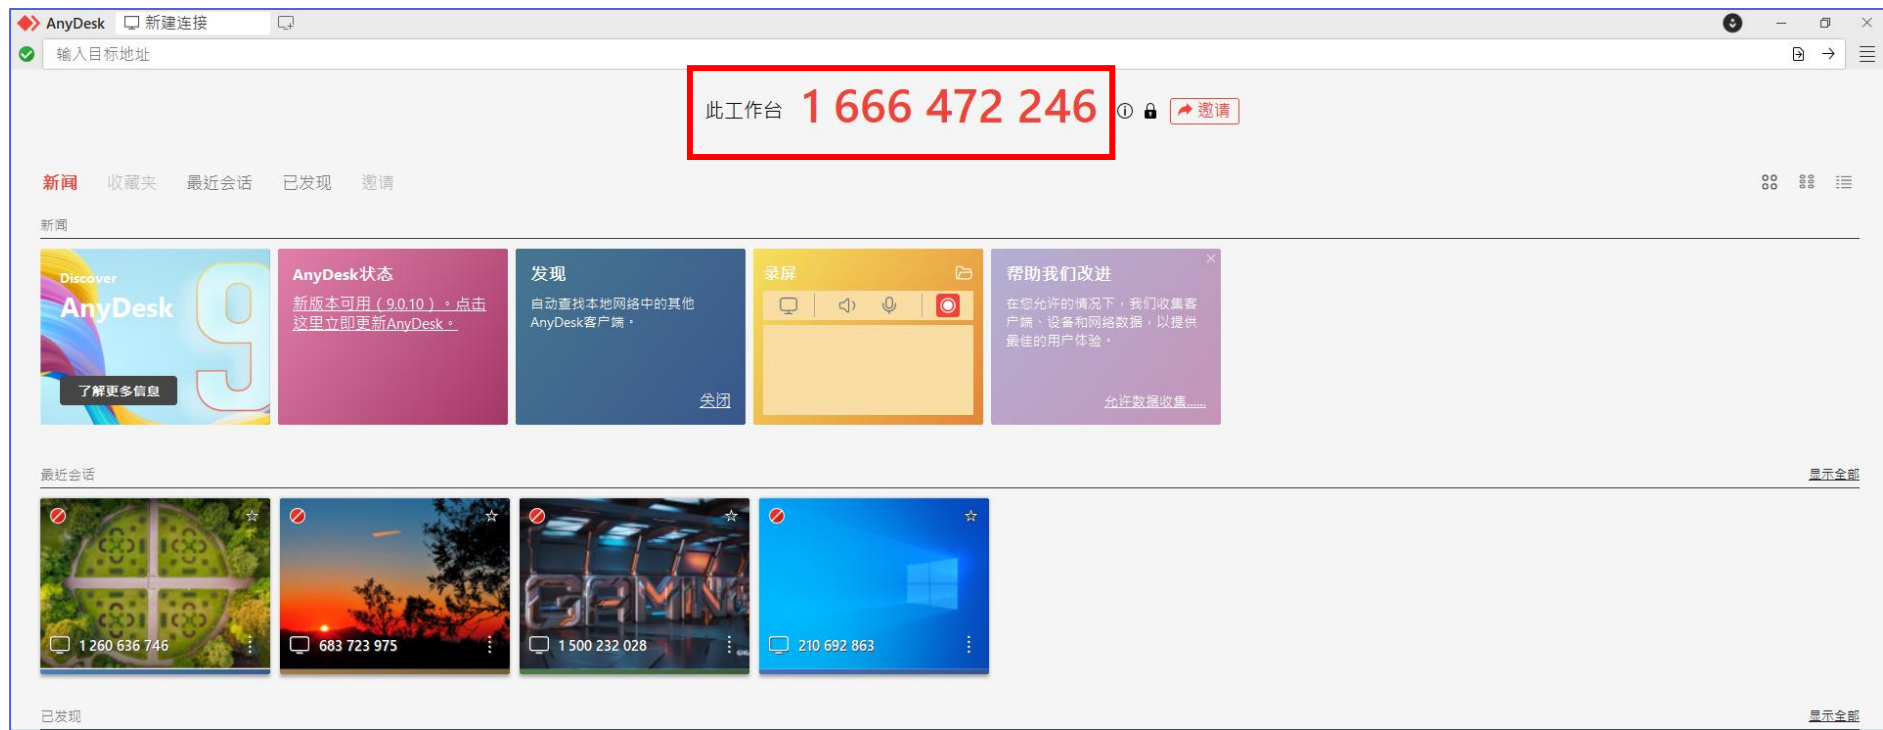 AnyDesk 新建连接
输入目标地址
此工作台 1 666 472 246 邀请
新闻 收藏夹 最近会话 已发现 邀请
新闻
Discover
AnyDesk
9
了解更多信息
AnyDesk状态
新版本可用（9.0.10）。点击
这里立即更新AnyDesk。
发现
自动查找本地网络中的其他
AnyDesk客户端。
关闭
录屏
帮助我们改进
在您允许的情况下，我们收集客
户端、设备和网络数据，以提供
最佳的用户体验。
允许数据收集......
最近会话 显示全部
1 260 636 746
683 723 975
GAMING
1 500 232 028
210 692 863
已发现 显示全部